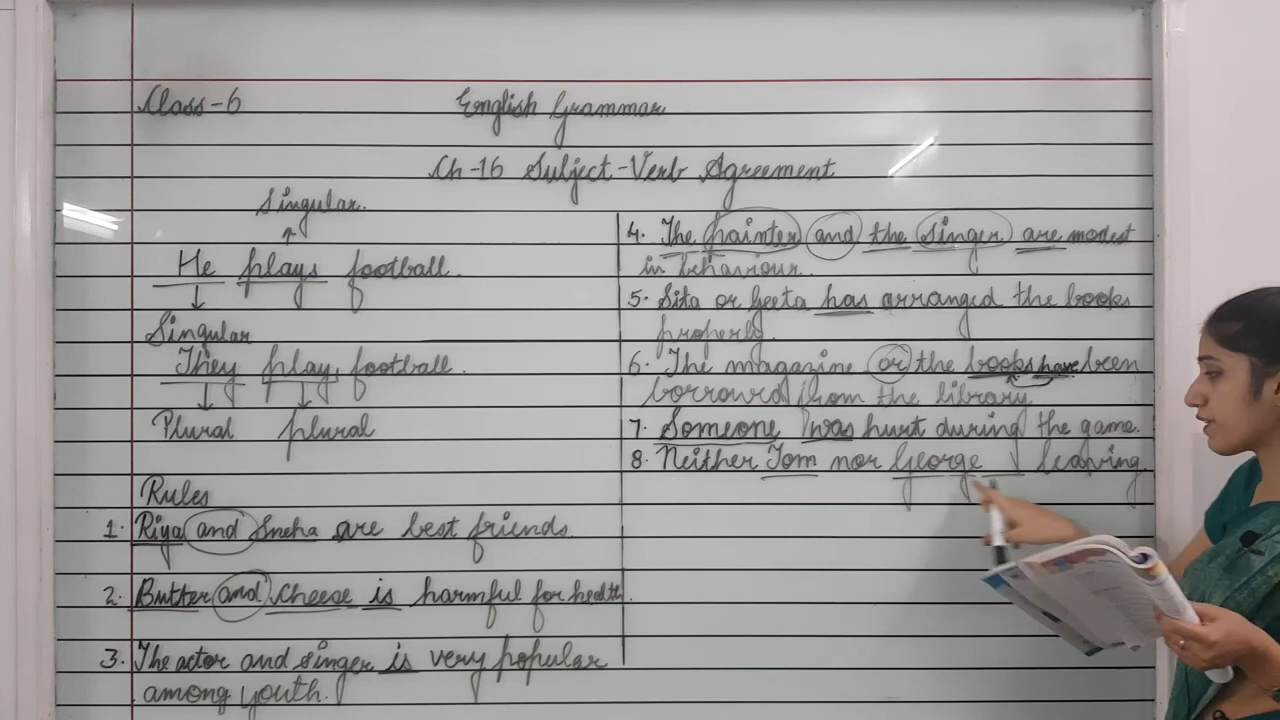 Class-6 English Grammar
Ch-16 Subject-Verb Agreement
Singular
He plays football.
Singular
They play football.
Plural plural
Rules
1. Riya and Sneha are best friends.
2. Butter and cheese is harmful for health.
3. The actor and singer is very popular
among youth.
4. The painter and the singer are modest
in behaviour.
5. Sita or Geeta has arranged the books
properly.
6. The magazine or the books have been
borrowed from the library
7. Someone was hurt during the game.
8. Neither Tom nor George leaving.